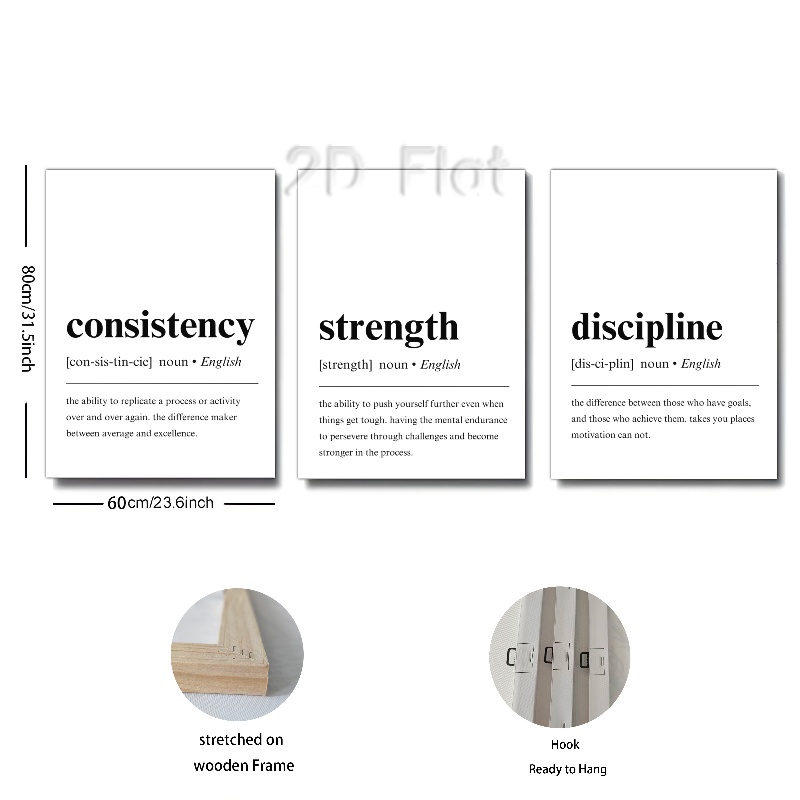 2D Flat
80cm/31.5inch
consistency
[con-sis-tin-cic] noun • English
the ability to replicate a process or activity
over and over again. the difference maker
between average and excellence.
strength
[strength] noun • English
the ability to push yourself further even when
things get tough. having the mental endurance
to persevere through challenges and become
stronger in the process.
discipline
[dis-ci-plin] noun • English
the difference between those who have goals,
and those who achieve them. takes you places
motivation can not.
60cm/23.6inch
stretched on
wooden Frame
Hook
Ready to Hang